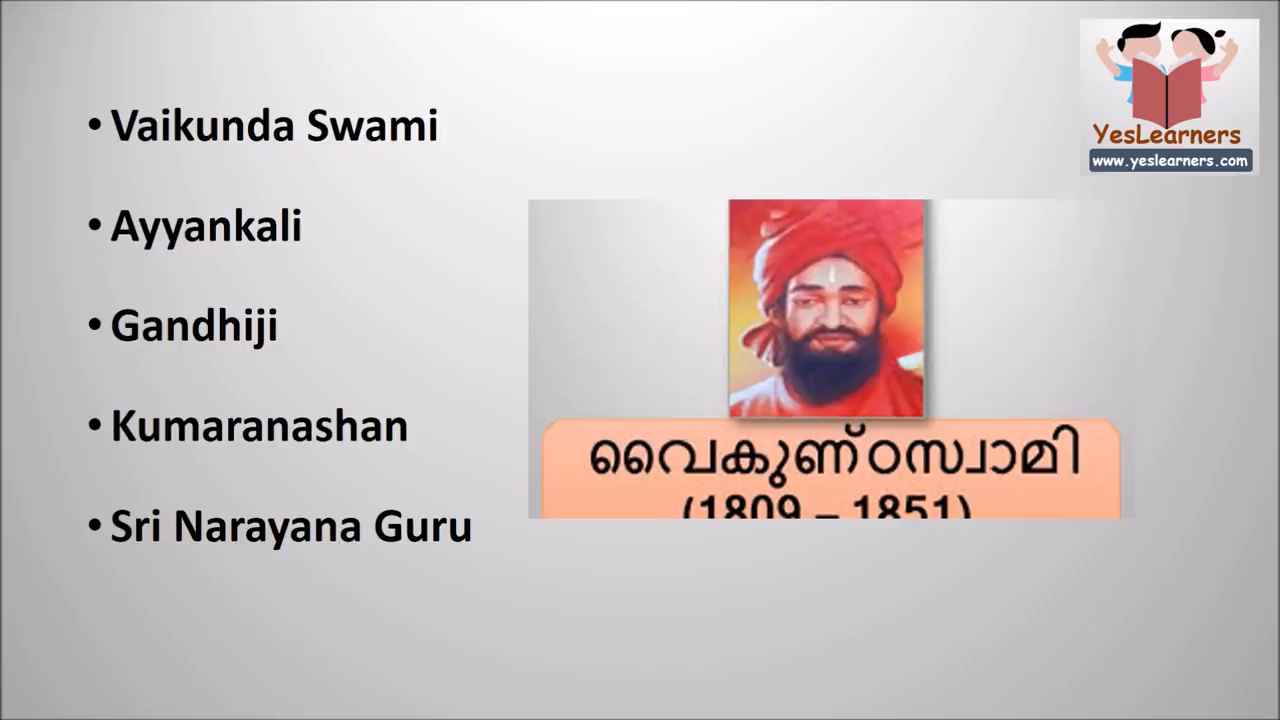 • Vaikunda Swami
• Ayyankali
• Gandhiji
• Kumaranashan
• Sri Narayana Guru
വൈകുണ്ഠസ്വാമി
(1809 – 1851)
YesLearners
www.yeslearners.com